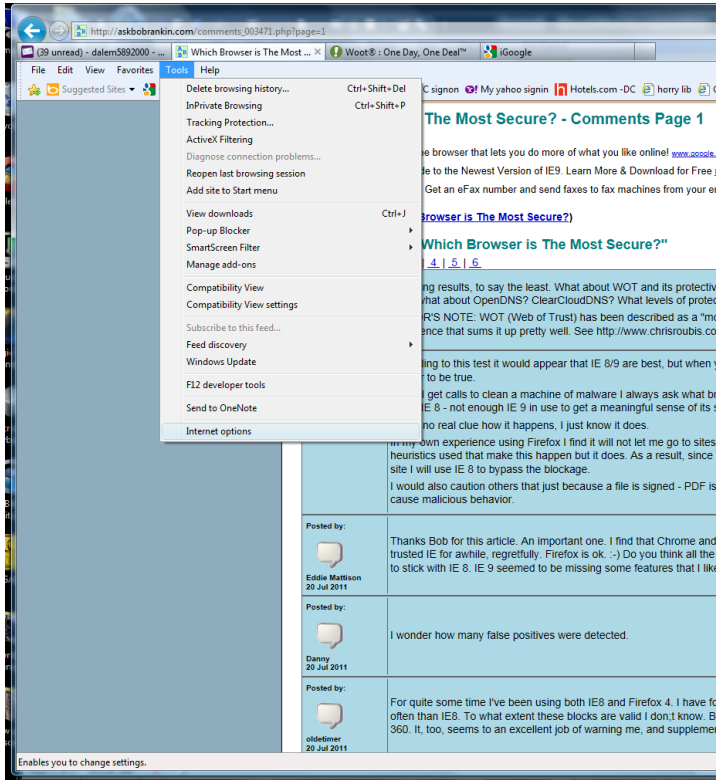 http://askbobrankin.com/comments_003471.php?page=1
(39 unread) - dalem5892000 - ...
Which Browser is The Most ... ×
Woot® : One Day, One Deal™
iGoogle
File Edit View Favorites Tools Help
Suggested Sites
C signon
My yahoo signin
Hotels.com -DC
horry lib
Delete browsing history... Ctrl+Shift+Del
InPrivate Browsing Ctrl+Shift+P
Tracking Protection...
ActiveX Filtering
Diagnose connection problems...
Reopen last browsing session
Add site to Start menu
View downloads Ctrl+J
Pop-up Blocker
SmartScreen Filter
Manage add-ons
Compatibility View
Compatibility View settings
Subscribe to this feed...
Feed discovery
Windows Update
F12 developer tools
Send to OneNote
Internet options
The Most Secure? - Comments Page 1
e browser that lets you do more of what you like online! www.google.
de to the Newest Version of IE9. Learn More & Download for Free
Get an eFax number and send faxes to fax machines from your e
Browser is The Most Secure?)
Which Browser is The Most Secure?"
| 4 | 5 | 6
ng results, to say the least. What about WOT and its protectiv
what about OpenDNS? ClearCloudDNS? What levels of protec
R'S NOTE: WOT (Web of Trust) has been described as a "mo
ence that sums it up pretty well. See http://www.chrisroubis.co
ling to this test it would appear that IE 8/9 are best, but when y
r to be true.
I get calls to clean a machine of malware I always ask what br
IE 8 - not enough IE 9 in use to get a meaningful sense of its s
no real clue how it happens, I just know it does.
In my own experience using Firefox I find it will not let me go to sites
heuristics used that make this happen but it does. As a result, since
site I will use IE 8 to bypass the blockage.
I would also caution others that just because a file is signed - PDF is
cause malicious behavior.
Posted by:
Eddie Mattison
20 Jul 2011
Thanks Bob for this article. An important one. I find that Chrome and
trusted IE for awhile, regretfully. Firefox is ok. :-) Do you think all the
to stick with IE 8. IE 9 seemed to be missing some features that I like
Posted by:
Danny
20 Jul 2011
I wonder how many false positives were detected.
Posted by:
oldetimer
20 Jul 2011
For quite some time I've been using both IE8 and Firefox 4. I have fo
often than IE8. To what extent these blocks are valid I don;t know. B
360. It, too, seems to an excellent job of warning me, and supplemen
Enables you to change settings.